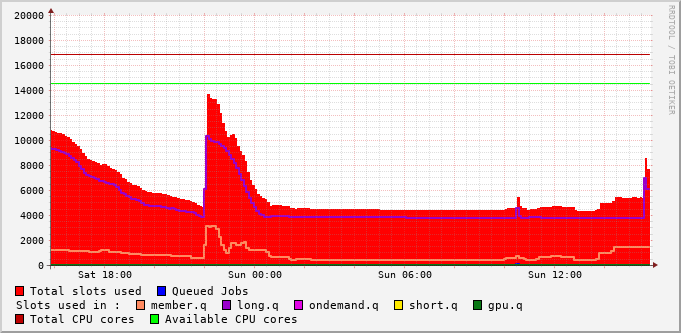 20000
18000
16000
14000
12000
10000
8000
6000
4000
2000
0
Sat 18:00 Sun 00:00 Sun 06:00 Sun 12:00
RRDTOOL / TOBI OETIKER
Total slots used Queued Jobs
Slots used in : member.q long.q ondemand.q short.q gpu.q
Total CPU cores Available CPU cores